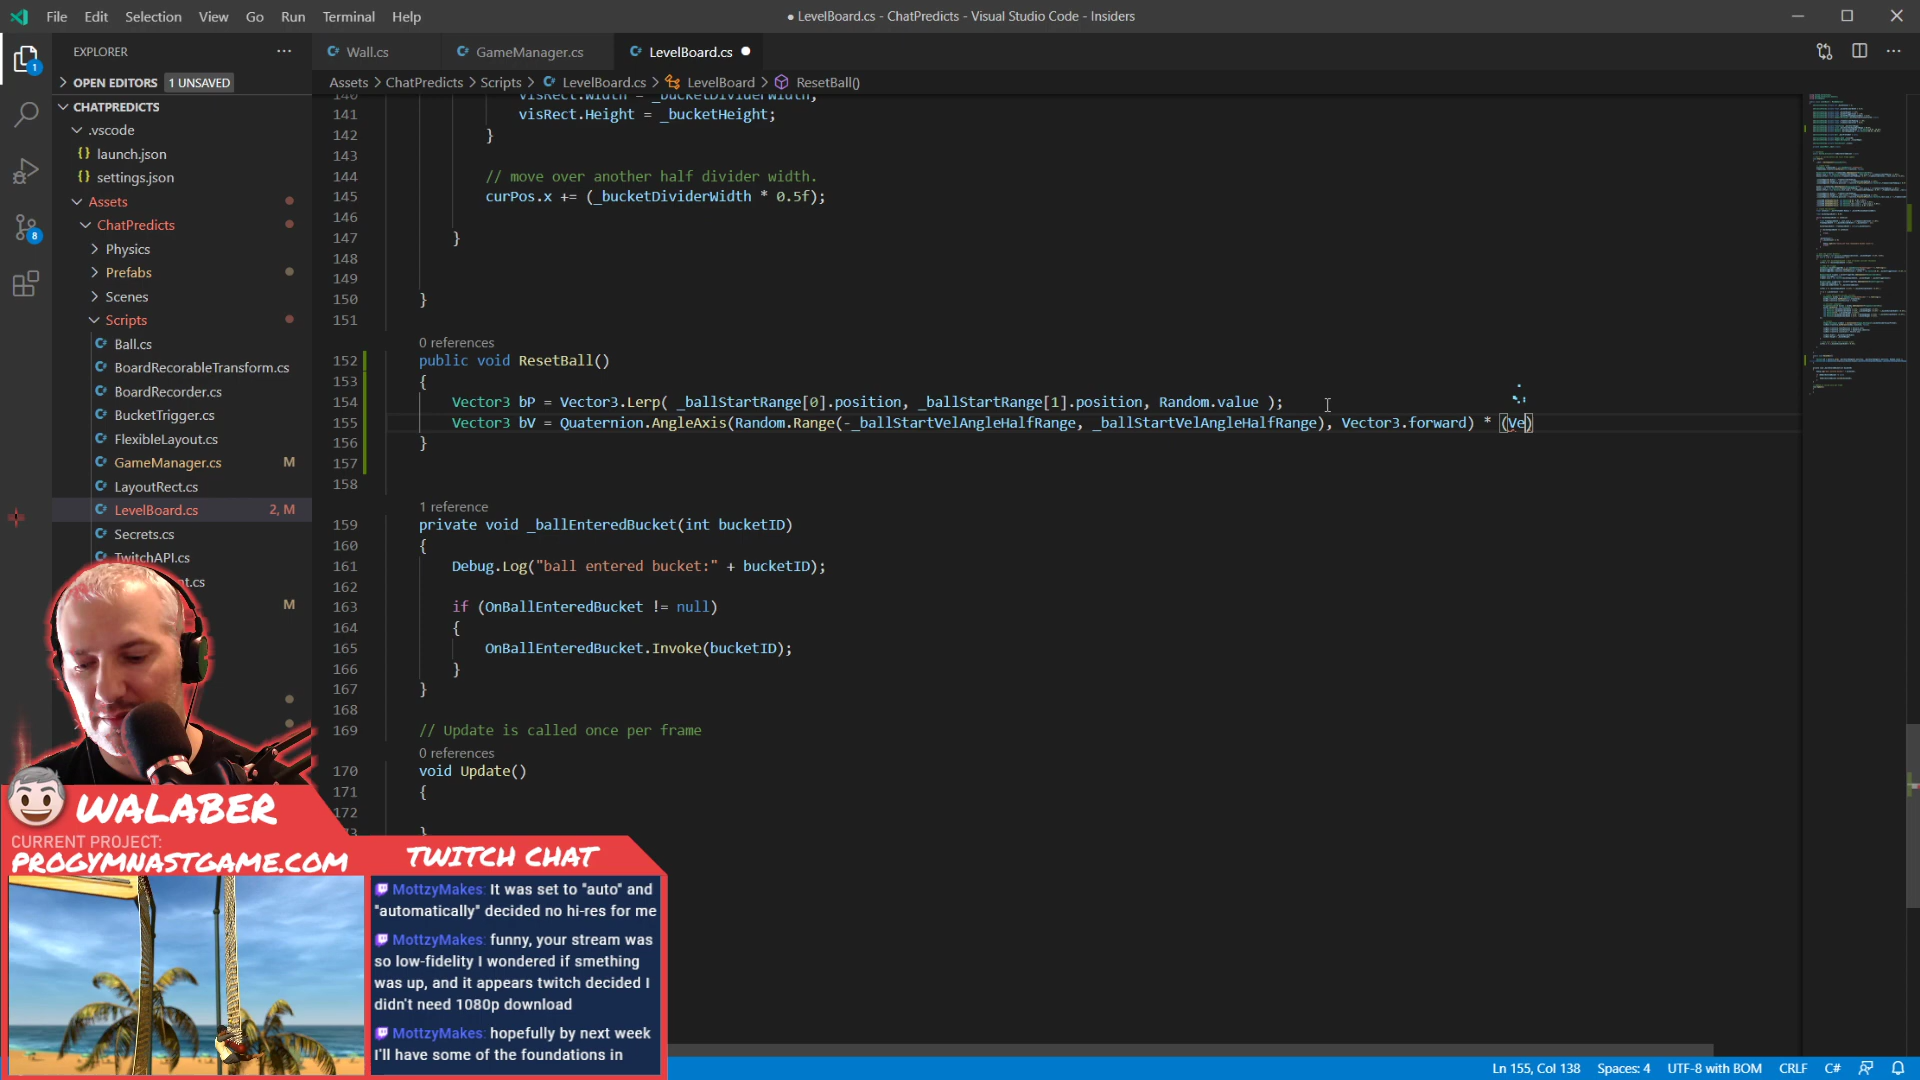 File Edit Selection View Go Run Terminal Help
● LevelBoard.cs - ChatPredicts - Visual Studio Code - Insiders
EXPLORER
Wall.cs
GameManager.cs
LevelBoard.cs
OPEN EDITORS 1 UNSAVED
Assets > ChatPredicts > Scripts > LevelBoard.cs > LevelBoard > ResetBall()
CHATPREDICTS
.vscode
launch.json
settings.json
Assets
ChatPredicts
Physics
Prefabs
Scenes
Scripts
Ball.cs
BoardRecorableTransform.cs
BoardRecorder.cs
BucketTrigger.cs
FlexibleLayout.cs
GameManager.cs M
LayoutRect.cs
LevelBoard.cs 2, M
Secrets.cs
TwitchAPI.cs
nt.cs
M
1
8
140 visRect.Width = _bucketDividerWidth;
141 visRect.Height = _bucketHeight;
142 }
143
144 // move over another half divider width.
145 curPos.x += (_bucketDividerWidth * 0.5f);
146
147 }
148
149
150 }
151
0 references
152 public void ResetBall()
153 {
154 Vector3 bP = Vector3.Lerp( _ballStartRange[0].position, _ballStartRange[1].position, Random.value );
155 Vector3 bV = Quaternion.AngleAxis(Random.Range(-_ballStartVelAngleHalfRange, _ballStartVelAngleHalfRange), Vector3.forward) * (Ve)
156 }
157
158
1 reference
159 private void _ballEnteredBucket(int bucketID)
160 {
161 Debug.Log("ball entered bucket:" + bucketID);
162
163 if (OnBallEnteredBucket != null)
164 {
165 OnBallEnteredBucket.Invoke(bucketID);
166 }
167 }
168
169 // Update is called once per frame
0 references
170 void Update()
171 {
172
173 }
WALABER
CURRENT PROJECT:
PROGYMNASTGAME.COM
TWITCH CHAT
MottzyMakes: It was set to "auto" and
"automatically" decided no hi-res for me
MottzyMakes: funny, your stream was
so low-fidelity I wondered if smething
was up, and it appears twitch decided I
didn't need 1080p download
MottzyMakes: hopefully by next week
I'll have some of the foundations in
Ln 155, Col 138 Spaces: 4 UTF-8 with BOM CRLF C#